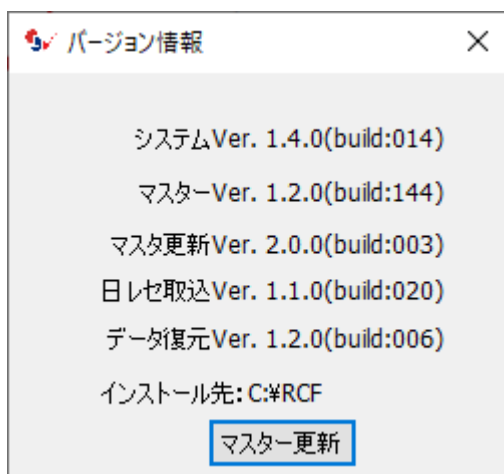 バージョン情報
システムVer. 1.4.0(build:014)
マスターVer. 1.2.0(build:144)
マスタ更新Ver. 2.0.0(build:003)
日レセ取込Ver. 1.1.0(build:020)
データ復元Ver. 1.2.0(build:006)
インストール先: C:¥RCF
マスター更新